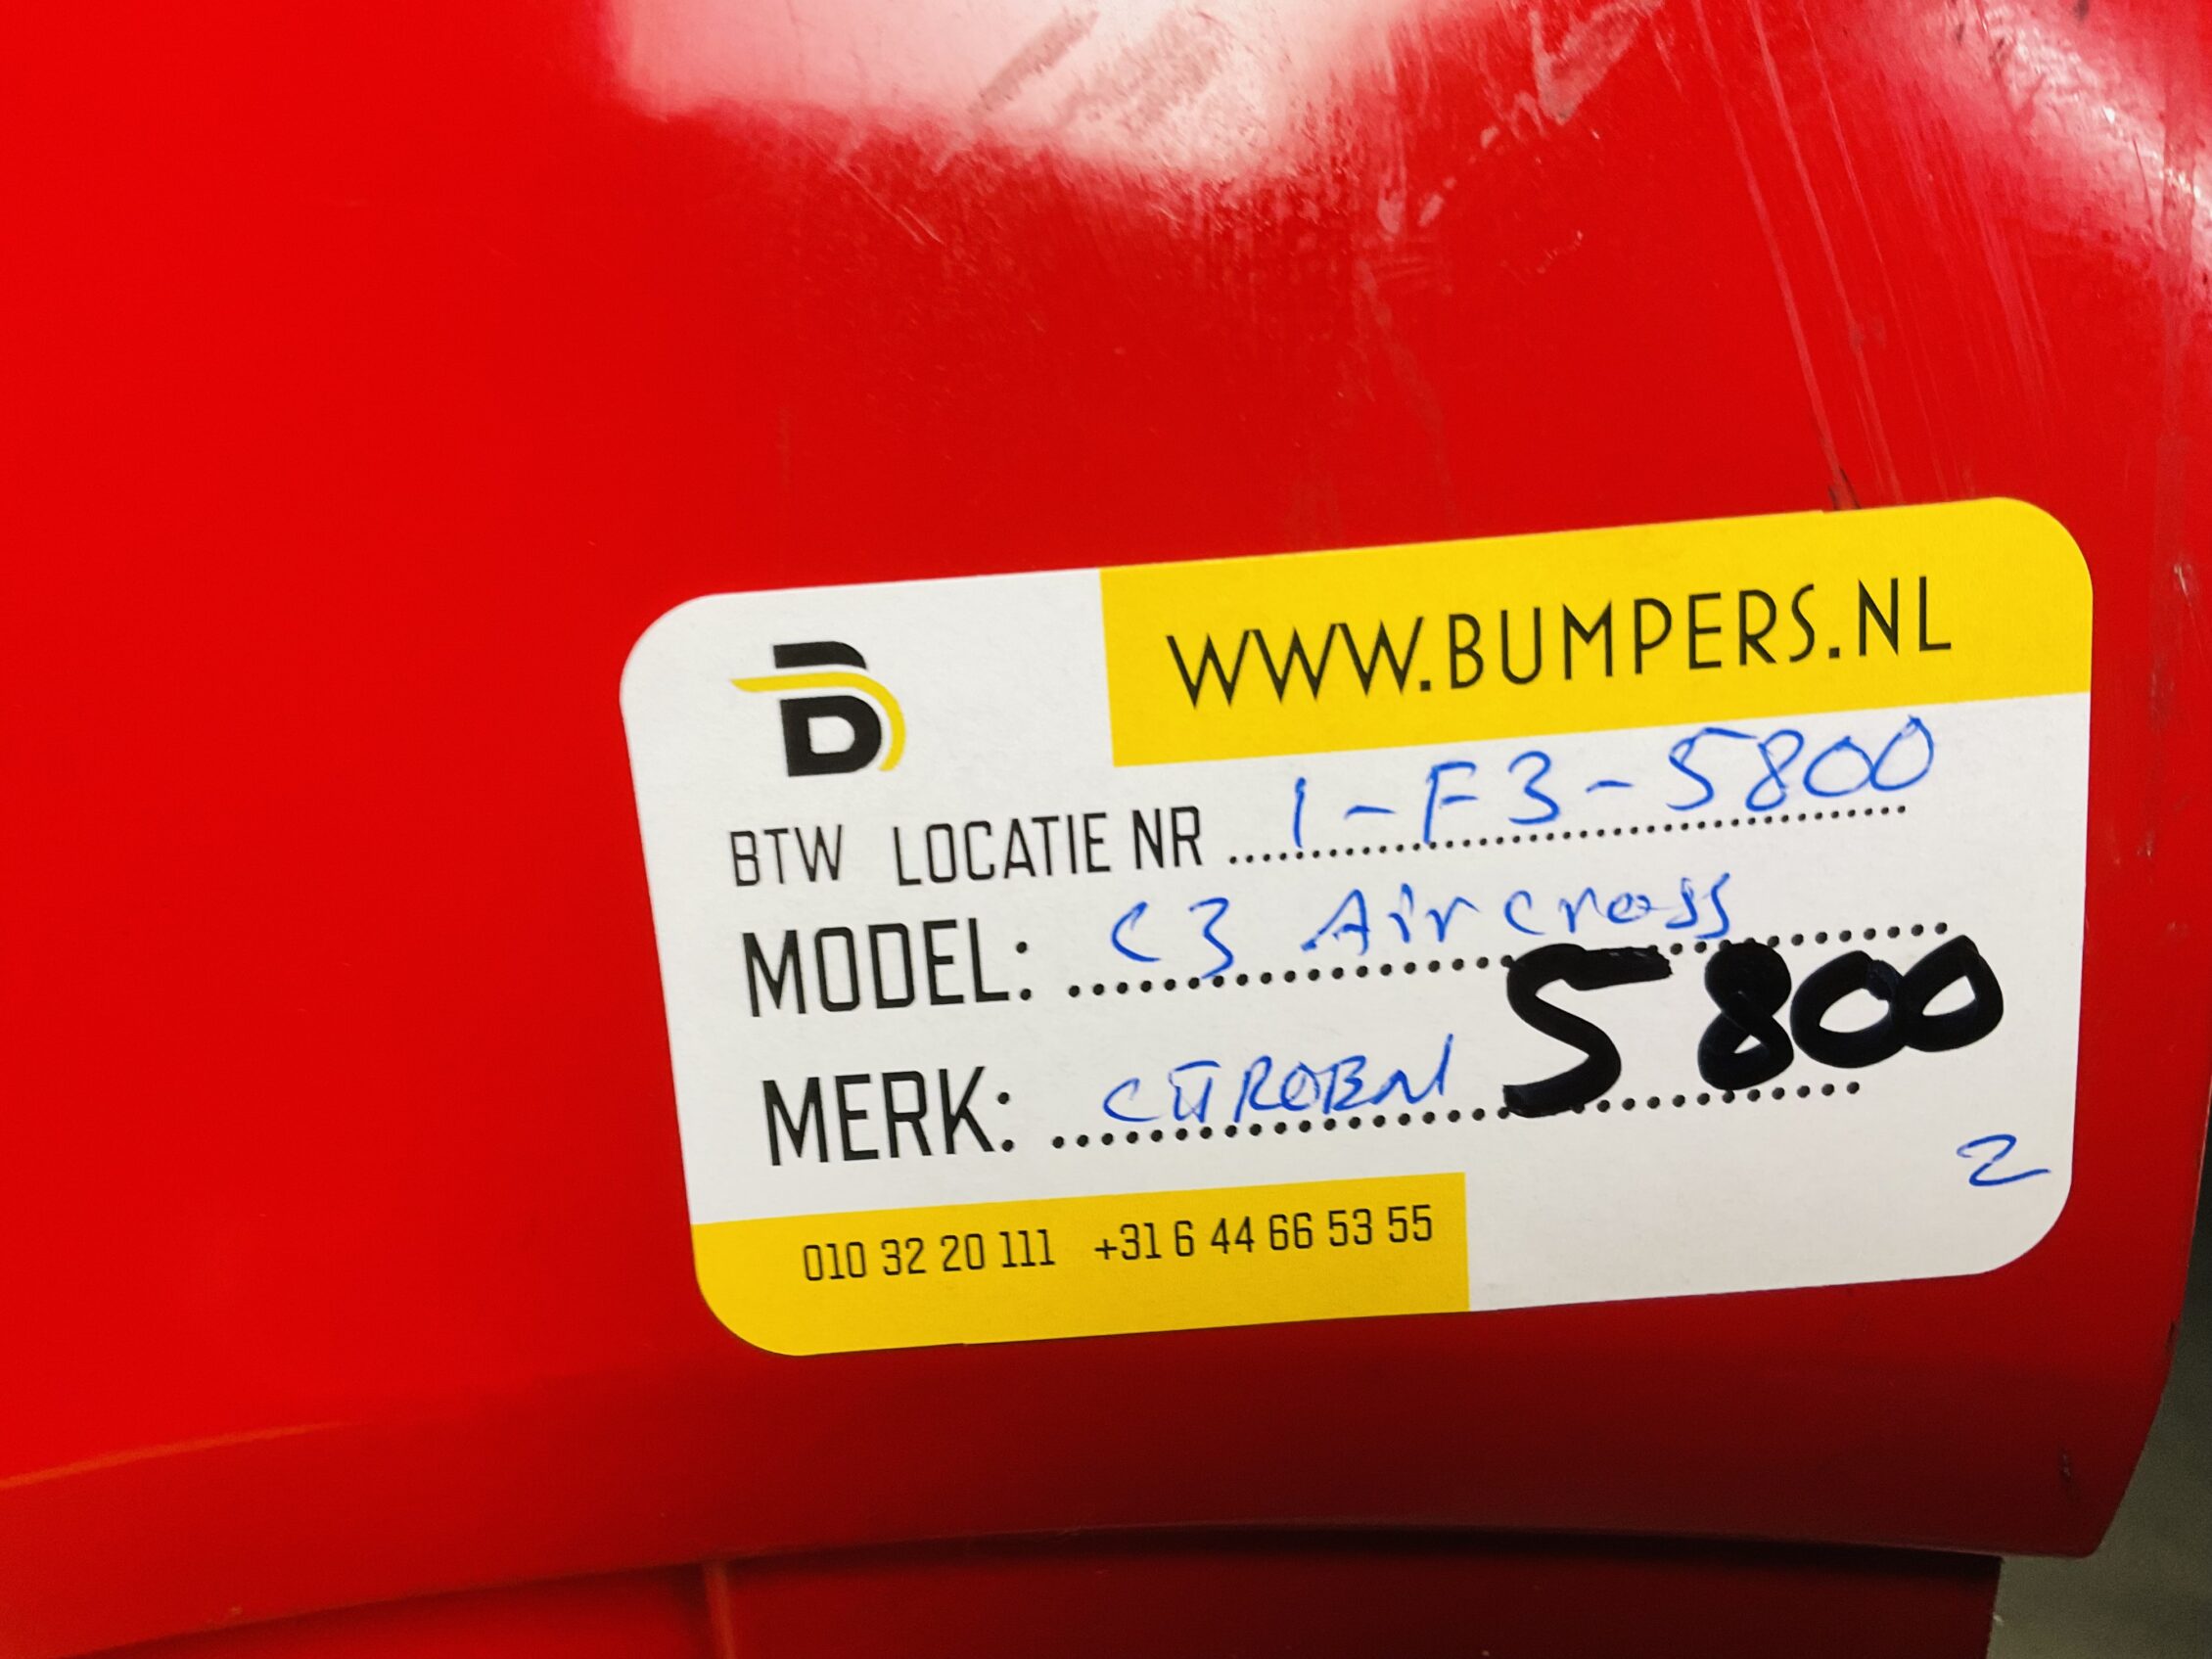 B
WWW.BUMPERS.NL
BTW LOCATIE NR 1-F3-5800
MODEL: C3 Aircross
5800
MERK: CITROEN
2
010 32 20 111 +31 6 44 66 53 55